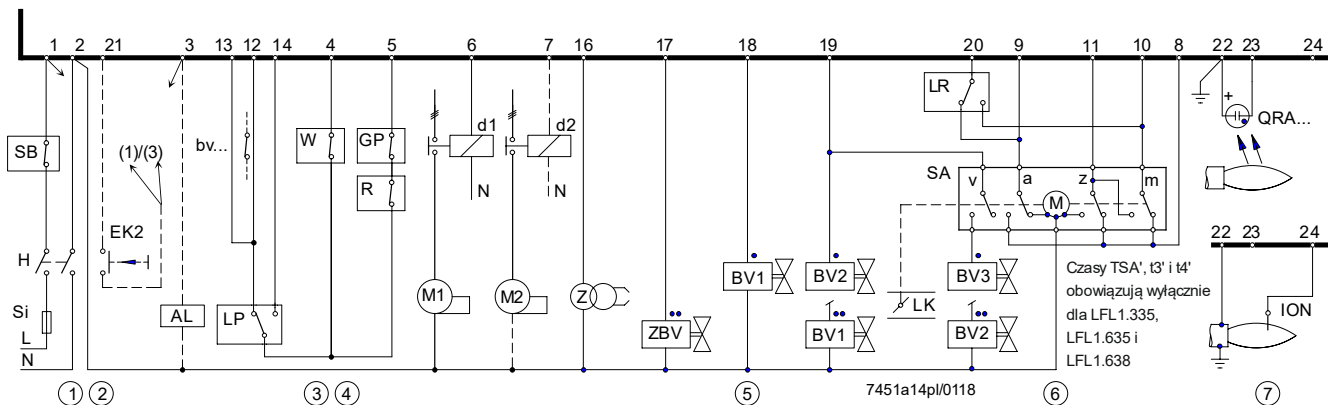 1 2 21 3 13 12 14 4 5 6 7 16 17 18 19 20 9 11 10 8 22 23 24
LR
+
QRA...
SB
bv...
W
GP
d1
d2
(1)/(3)
R
N
N
SA
v a z m
M
EK2
H
22 23 24
BV1
BV2
BV3
Czasy TSA', t3' i t4'
obowiązują wyłącznie
dla LFL1.335,
LFL1.635 i
LFL1.638
M1
M2
Z
LK
ION
Si
AL
LP
L
ZBV
BV1
BV2
N
1 2 3 4 5 7451a14pl/0118 6 7